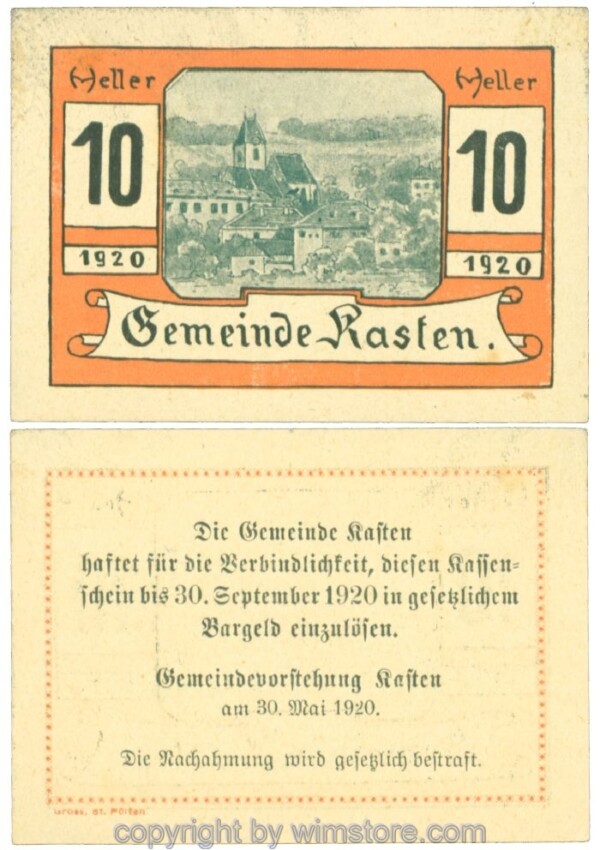 Heller Heller
10 10
1920 1920
Gemeinde Kasten.
Die Gemeinde Kasten
haftet für die Verbindlichkeit, diesen Kassen=
schein bis 30. September 1920 in gesetzlichem
Bargeld einzulösen.
Gemeindevorstehung Kasten
am 30. Mai 1920.
Die Nachahmung wird gesetzlich bestraft.
St. Pölten
copyright by wimstore.com